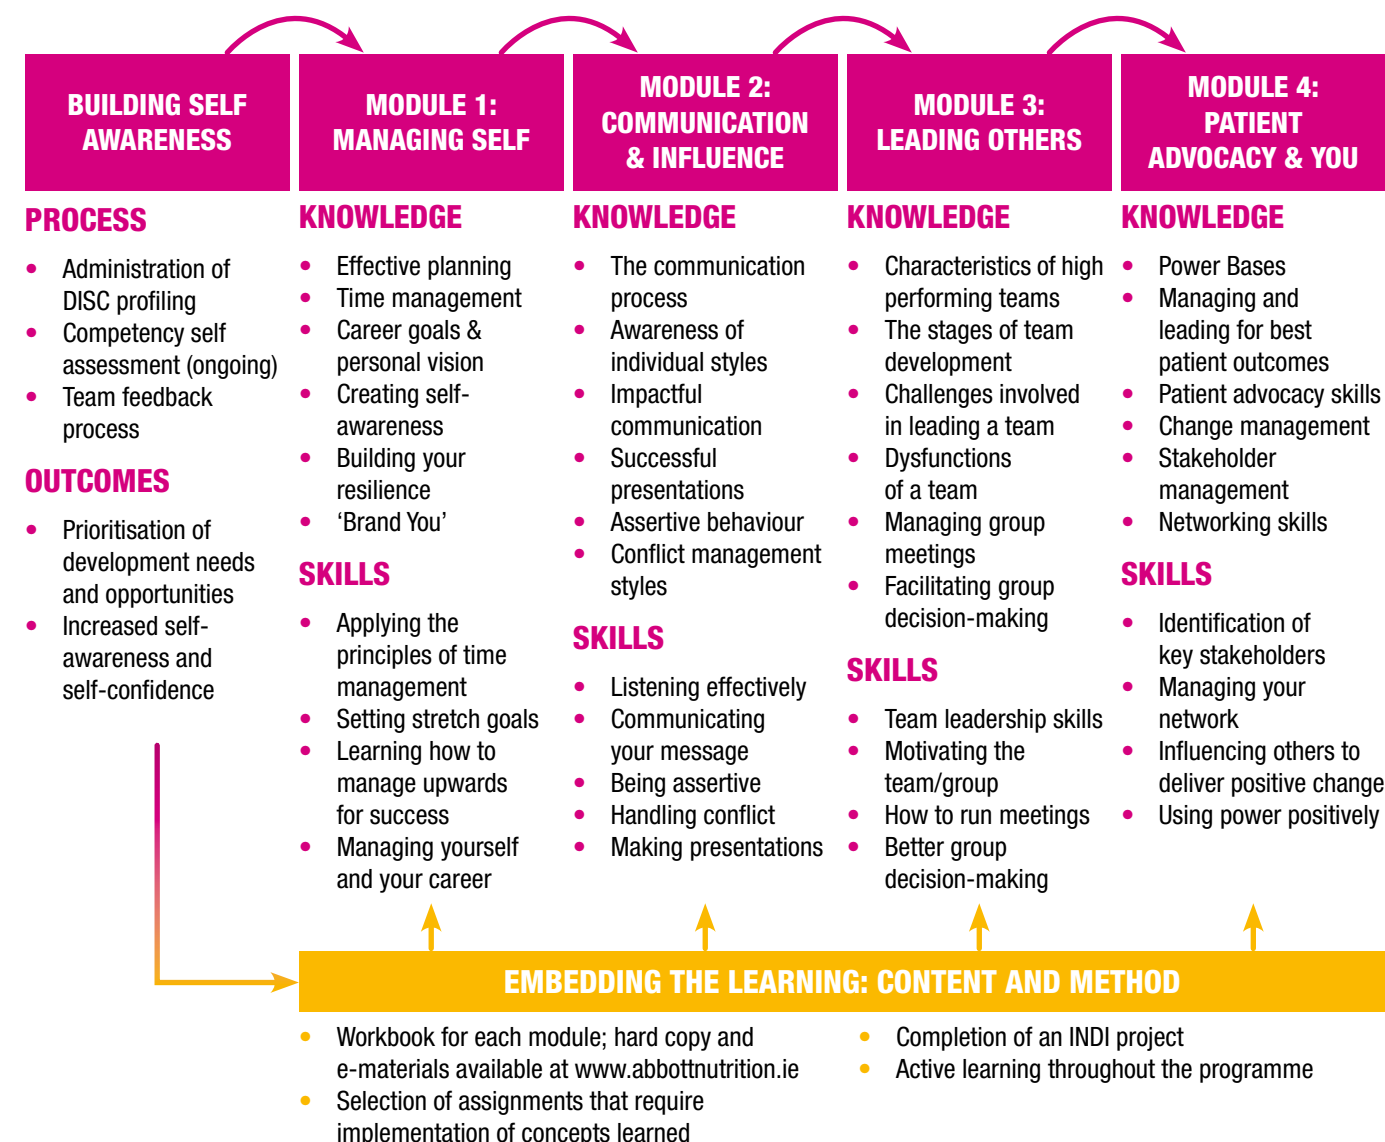 BUILDING SELF
AWARENESS
PROCESS
• Administration of
DISC profiling
• Competency self
assessment (ongoing)
• Team feedback
process
OUTCOMES
• Prioritisation of
development needs
and opportunities
• Increased self-
awareness and
self-confidence
MODULE 1:
MANAGING SELF
KNOWLEDGE
• Effective planning
• Time management
• Career goals &
personal vision
• Creating self-
awareness
• Building your
resilience
• ‘Brand You’
SKILLS
• Applying the
principles of time
management
• Setting stretch goals
• Learning how to
manage upwards
for success
• Managing yourself
and your career
MODULE 2:
COMMUNICATION
& INFLUENCE
KNOWLEDGE
• The communication
process
• Awareness of
individual styles
• Impactful
communication
• Successful
presentations
• Assertive behaviour
• Conflict management
styles
SKILLS
• Listening effectively
• Communicating
your message
• Being assertive
• Handling conflict
• Making presentations
MODULE 3:
LEADING OTHERS
KNOWLEDGE
• Characteristics of high
performing teams
• The stages of team
development
• Challenges involved
in leading a team
• Dysfunctions
of a team
• Managing group
meetings
• Facilitating group
decision-making
SKILLS
• Team leadership skills
• Motivating the
team/group
• How to run meetings
• Better group
decision-making
MODULE 4:
PATIENT
ADVOCACY & YOU
KNOWLEDGE
• Power Bases
• Managing and
leading for best
patient outcomes
• Patient advocacy skills
• Change management
• Stakeholder
management
• Networking skills
SKILLS
• Identification of
key stakeholders
• Managing your
network
• Influencing others to
deliver positive change
• Using power positively
EMBEDDING THE LEARNING: CONTENT AND METHOD
• Workbook for each module; hard copy and
e-materials available at www.abbottnutrition.ie
• Selection of assignments that require
implementation of concepts learned
• Completion of an INDI project
• Active learning throughout the programme